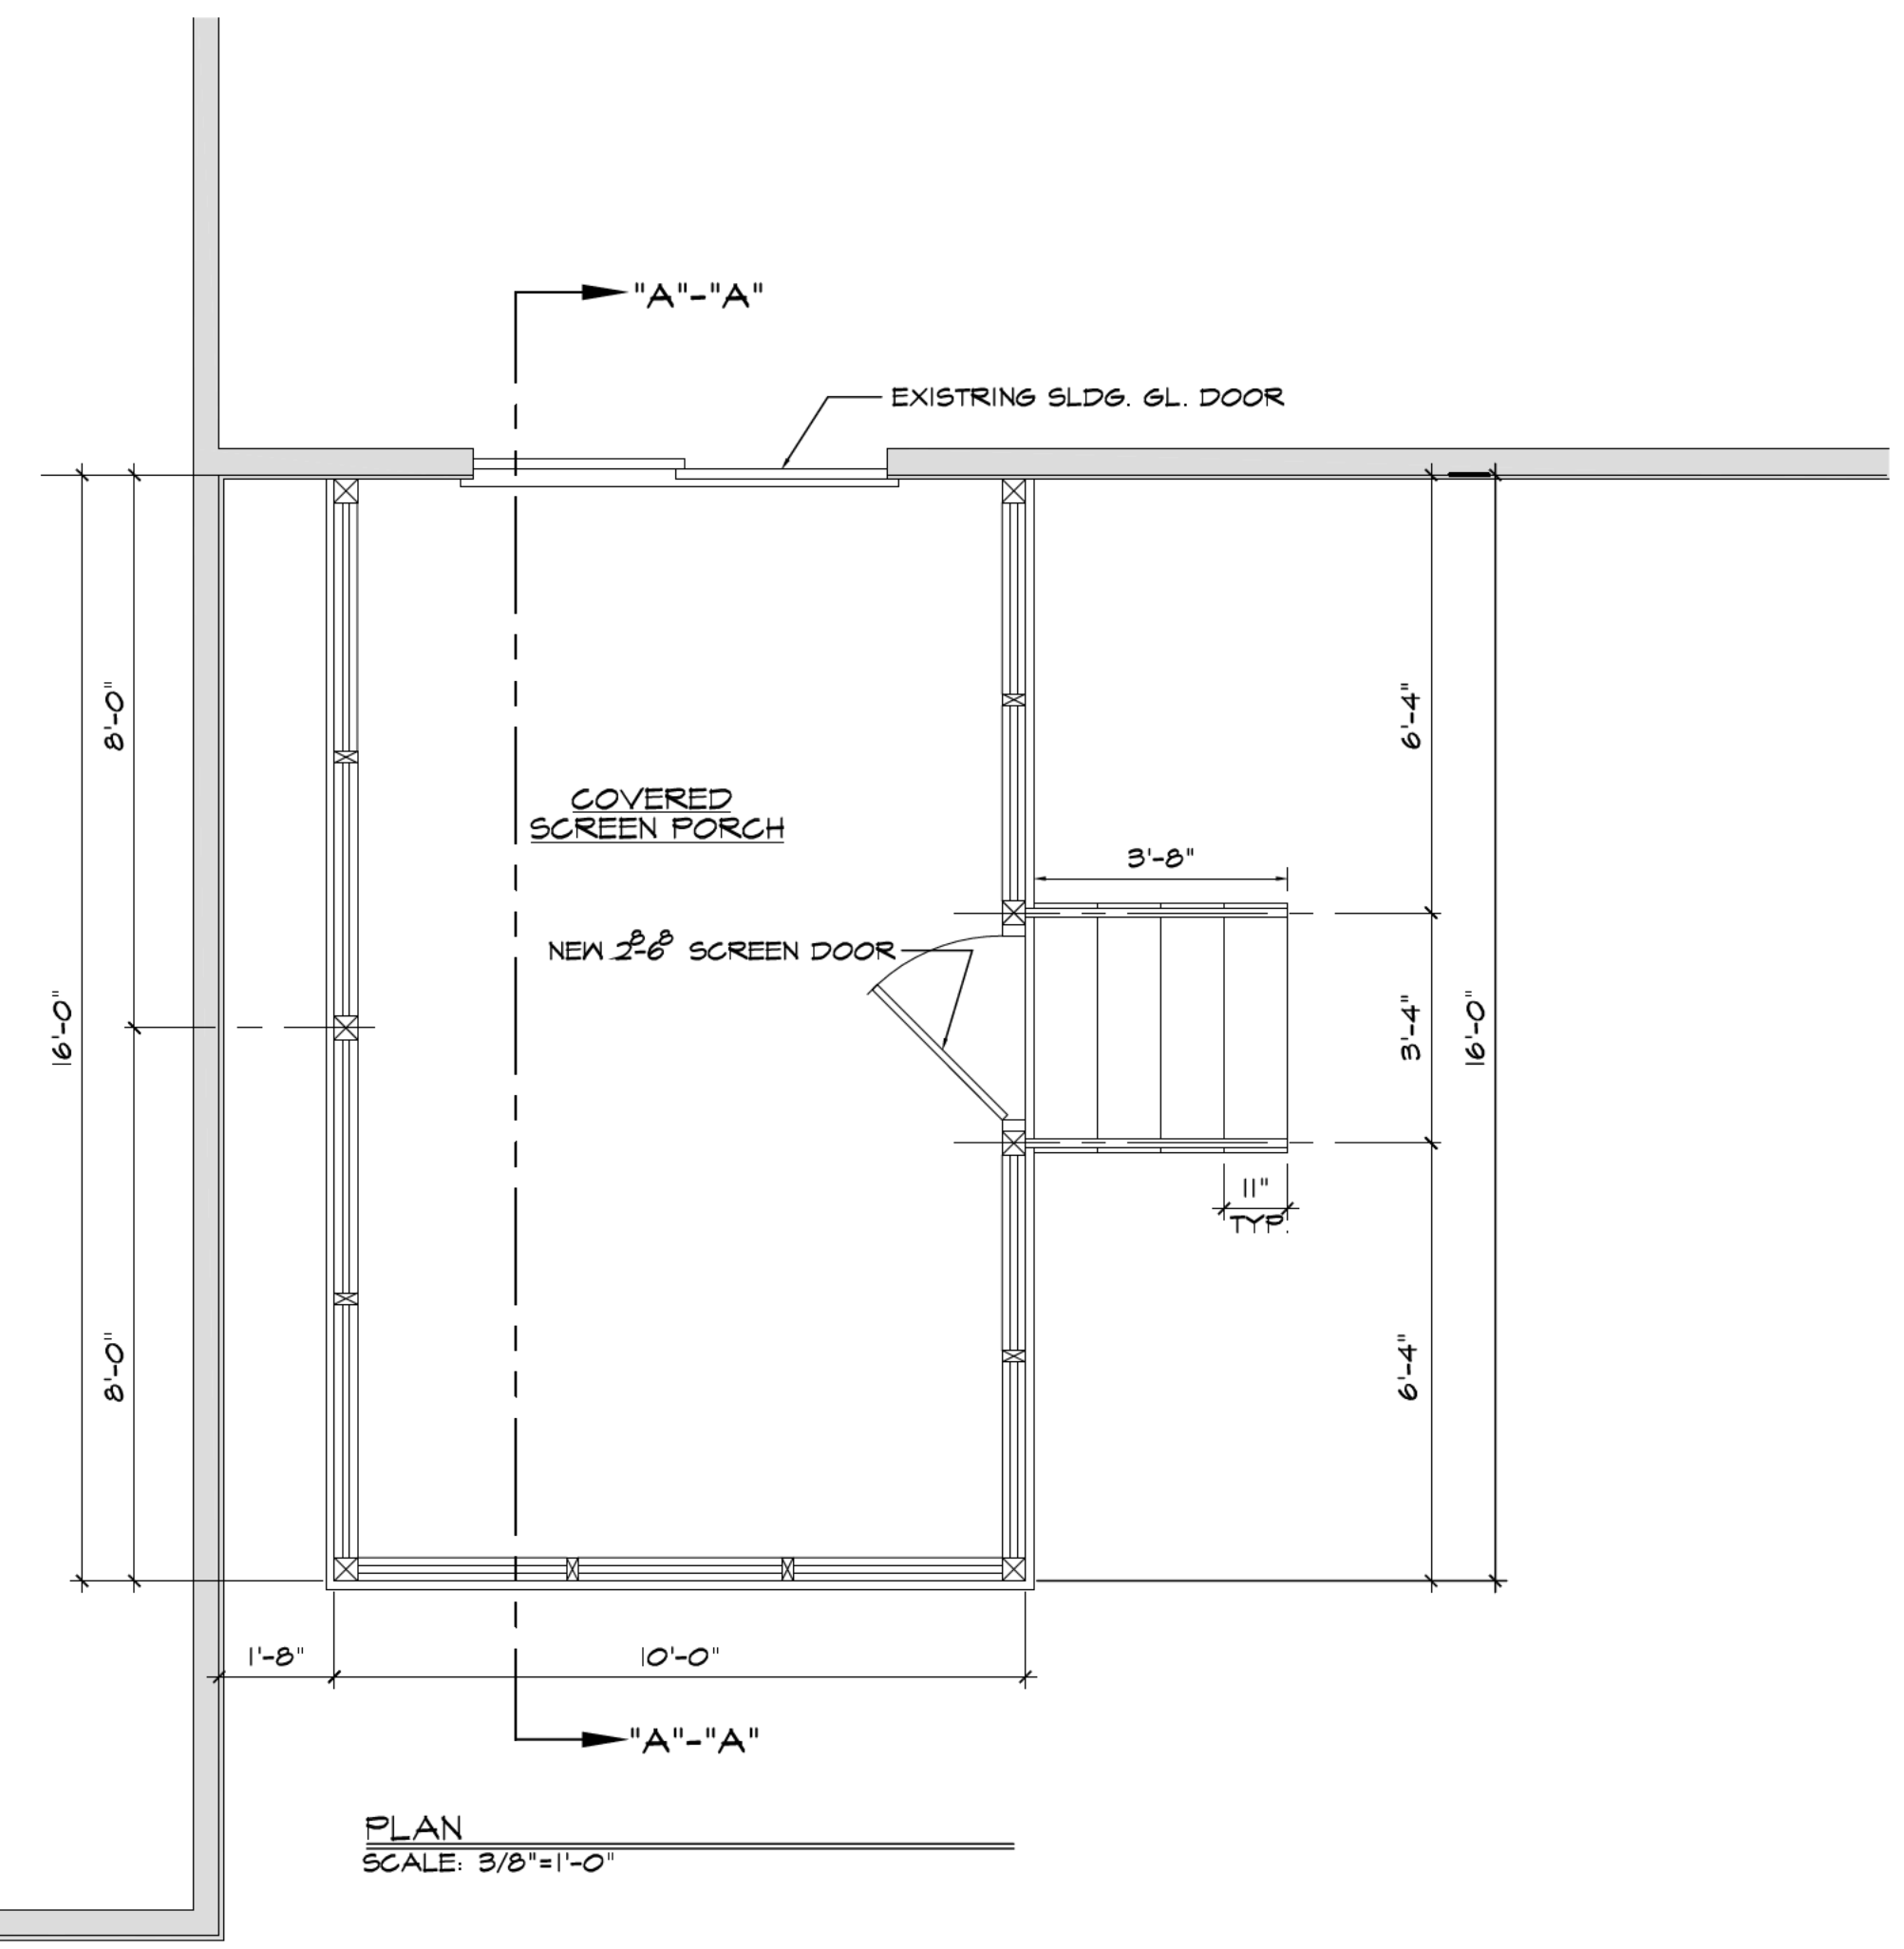 "A"-"A"
EXISTRING SLDG. GL. DOOR
8'-0"
6'-4"
COVERED
SCREEN PORCH
3'-8"
NEW 2⁸-6⁸ SCREEN DOOR
16'-0"
3'-4"
16'-0"
11"
TYP.
8'-0"
6'-4"
1'-8"
10'-0"
"A"-"A"
PLAN
SCALE: 3/8"=1'-0"